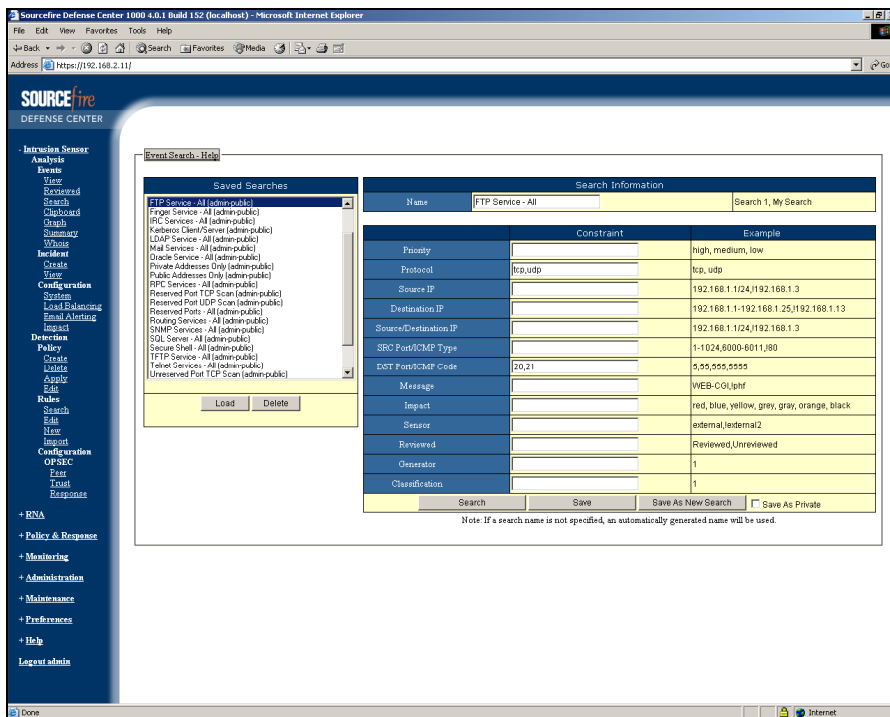 Sourcefire Defense Center 1000 4.0.1 Build 152 (localhost) - Microsoft Internet Explorer
File Edit View Favorites Tools Help
Back Search Favorites Media
Address https://192.168.2.11/ Go
SOURCEfire
DEFENSE CENTER
- Intrusion Sensor
Analysis
Events
View
Reviewed
Search
Clipboard
Graph
Summary
Whois
Incident
Create
View
Configuration
System
Load Balancing
Email Alerting
Impact
Detection
Policy
Create
Delete
Apply
Edit
Rules
Search
Edit
New
Import
Configuration
OPSEC
Peer
Trust
Response
+ RNA
+ Policy & Response
+ Monitoring
+ Administration
+ Maintenance
+ Preferences
+ Help
Logout admin
Event Search - Help
Saved Searches
FTP Service - All (admin-public)
Finger Service - All (admin-public)
IRC Services - All (admin-public)
Kerberos Client/Server (admin-public)
LDAP Service - All (admin-public)
Mail Services - All (admin-public)
Oracle Service - All (admin-public)
Private Addresses Only (admin-public)
Public Addresses Only (admin-public)
RPC Services - All (admin-public)
Reserved Port TCP Scan (admin-public)
Reserved Port UDP Scan (admin-public)
Reserved Ports - All (admin-public)
Routing Services - All (admin-public)
SNMP Services - All (admin-public)
SQL Server - All (admin-public)
Secure Shell - All (admin-public)
TFTP Service - All (admin-public)
Telnet Services - All (admin-public)
Unreserved Port TCP Scan (admin-public)
Load Delete
Search Information
Name FTP Service - All Search 1, My Search
Constraint Example
Priority high, medium, low
Protocol tcp,udp tcp, udp
Source IP 192.168.1.1/24,!192.168.1.3
Destination IP 192.168.1.1-192.168.1.25,!192.168.1.13
Source/Destination IP 192.168.1.1/24,!192.168.1.3
SRC Port/ICMP Type 1-1024,6000-6011,!80
DST Port/ICMP Code 20,21 5,55,555,5555
Message WEB-CGI,!phf
Impact red, blue, yellow, grey, gray, orange, black
Sensor external,!external2
Reviewed Reviewed,Unreviewed
Generator 1
Classification 1
Search Save Save As New Search Save As Private
Note: If a search name is not specified, an automatically generated name will be used.
Done Internet